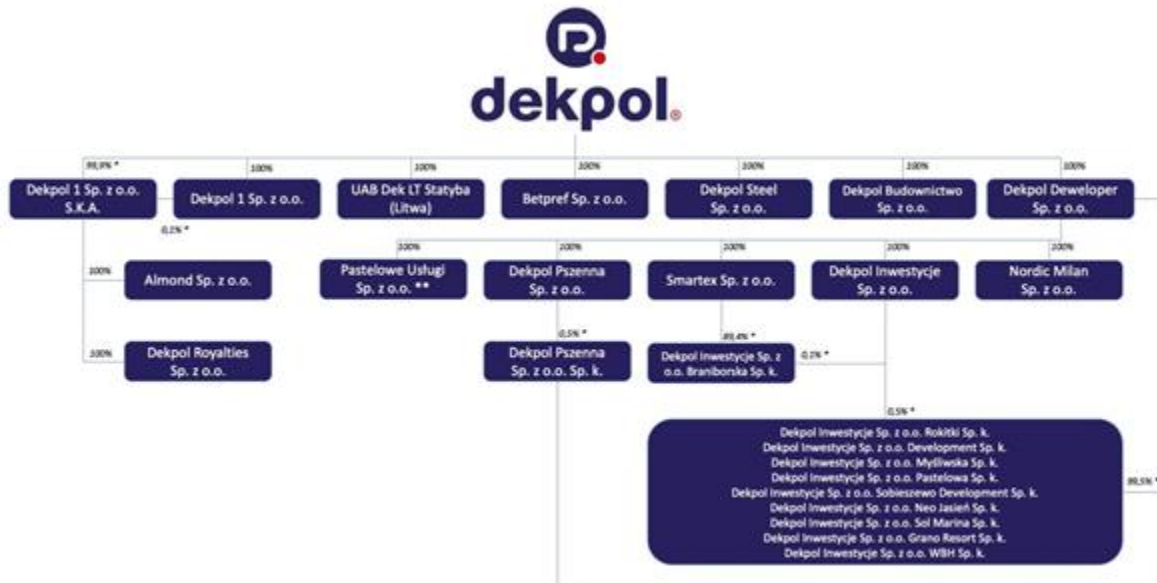 dekpol®
99,9% *
100%
100%
100%
100%
100%
100%
Dekpol 1 Sp. z o.o.
S.K.A.
Dekpol 1 Sp. z o.o.
UAB Dek LT Statyba
(Litwa)
Betpref Sp. z o.o.
Dekpol Steel
Sp. z o.o.
Dekpol Budownictwo
Sp. z o.o.
Dekpol Deweloper
Sp. z o.o.
0,1% *
100%
100%
100%
100%
100%
100%
Almond Sp. z o.o.
Pastelowe Usługi
Sp. z o.o. **
Dekpol Pszenna
Sp. z o.o.
Smartex Sp. z o.o.
Dekpol Inwestycje
Sp. z o.o.
Nordic Milan
Sp. z o.o.
0,5% *
100%
Dekpol Royalties
Sp. z o.o.
Dekpol Pszenna
Sp. z o.o. Sp. k.
Dekpol Inwestycje Sp. z
o.o. Braniborska Sp. k.
0,1% *
0,5% *
Dekpol Inwestycje Sp. z o.o. Rokitki Sp. k.
Dekpol Inwestycje Sp. z o.o. Development Sp. k.
Dekpol Inwestycje Sp. z o.o. Myśliwska Sp. k.
Dekpol Inwestycje Sp. z o.o. Pastelowa Sp. k.
Dekpol Inwestycje Sp. z o.o. Sobieszewo Development Sp. k.
Dekpol Inwestycje Sp. z o.o. Neo Jasień Sp. k.
Dekpol Inwestycje Sp. z o.o. Sol Marina Sp. k.
Dekpol Inwestycje Sp. z o.o. Grano Resort Sp. k.
Dekpol Inwestycje Sp. z o.o. WBH Sp. k.